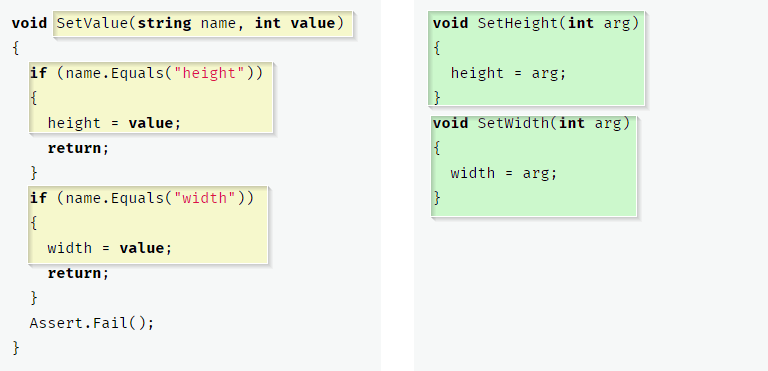 void SetValue(string name, int value)
{
if (name.Equals("height"))
{
height = value;
return;
}
if (name.Equals("width"))
{
width = value;
return;
}
Assert.Fail();
}
void SetHeight(int arg)
{
height = arg;
}
void SetWidth(int arg)
{
width = arg;
}